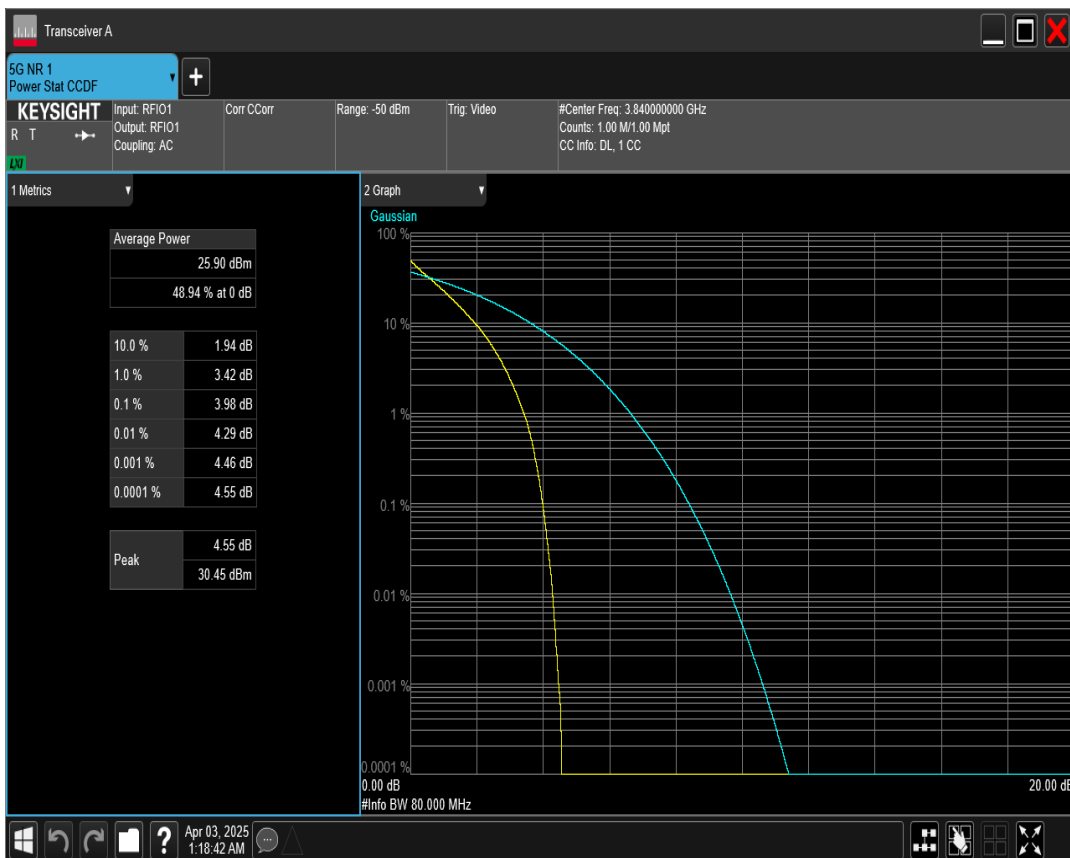 Transceiver A
5G NR 1
Power Stat CCDF
+
KEYSIGHT
R T
LXI
Input: RFIO1
Output: RFIO1
Coupling: AC
Corr CCorr
Range: -50 dBm
Trig: Video
#Center Freq: 3.840000000 GHz
Counts: 1.00 M/1.00 Mpt
CC Info: DL, 1 CC
1 Metrics
Average Power
25.90 dBm
48.94 % at 0 dB
10.0 % 1.94 dB
1.0 % 3.42 dB
0.1 % 3.98 dB
0.01 % 4.29 dB
0.001 % 4.46 dB
0.0001 % 4.55 dB
Peak 4.55 dB
30.45 dBm
2 Graph
Gaussian
100 %
10 %
1 %
0.1 %
0.01 %
0.001 %
0.0001 %
0.00 dB 20.00 dB
#Info BW 80.000 MHz
? Apr 03, 2025
1:18:42 AM